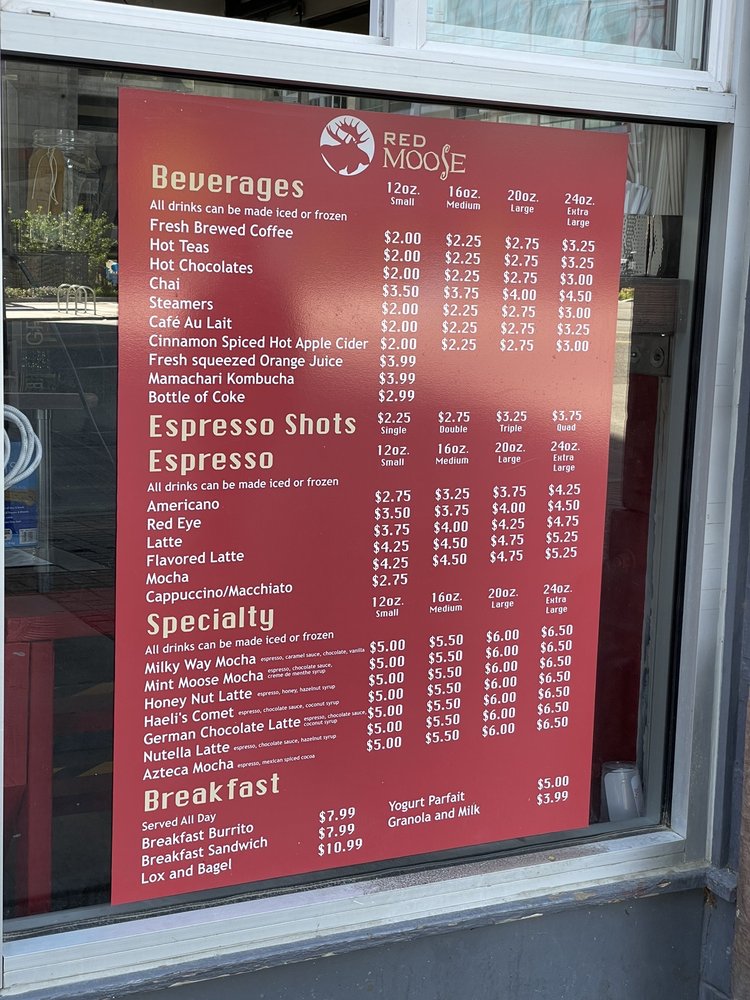 RED
MOOSE
Beverages 12oz. 16oz. 20oz. 24oz.
Small Medium Large Extra Large
All drinks can be made iced or frozen
Fresh Brewed Coffee $2.00 $2.25 $2.75 $3.25
Hot Teas $2.00 $2.25 $2.75 $3.25
Hot Chocolates $2.00 $2.25 $2.75 $3.00
Chai $3.50 $3.75 $4.00 $4.50
Steamers $2.00 $2.25 $2.75 $3.00
Café Au Lait $2.00 $2.25 $2.75 $3.25
Cinnamon Spiced Hot Apple Cider $2.00 $2.25 $2.75 $3.00
Fresh squeezed Orange Juice $3.99
Mamachari Kombucha $3.99
Bottle of Coke $2.99
Espresso Shots $2.25 $2.75 $3.25 $3.75
Single Double Triple Quad
Espresso 12oz. 16oz. 20oz. 24oz.
Small Medium Large Extra Large
All drinks can be made iced or frozen
Americano $2.75 $3.25 $3.75 $4.25
Red Eye $3.50 $3.75 $4.00 $4.50
Latte $3.75 $4.00 $4.25 $4.75
Flavored Latte $4.25 $4.50 $4.75 $5.25
Mocha $4.25 $4.50 $4.75 $5.25
Cappuccino/Macchiato $2.75
Specialty 12oz. 16oz. 20oz. 24oz.
Small Medium Large Extra Large
All drinks can be made iced or frozen
Milky Way Mocha espresso, caramel sauce, chocolate, vanilla $5.00 $5.50 $6.00 $6.50
Mint Moose Mocha espresso, chocolate sauce, creme de menthe syrup $5.00 $5.50 $6.00 $6.50
Honey Nut Latte espresso, honey, hazelnut syrup $5.00 $5.50 $6.00 $6.50
Haeli's Comet espresso, chocolate sauce, coconut syrup $5.00 $5.50 $6.00 $6.50
German Chocolate Latte espresso, chocolate sauce, coconut syrup $5.00 $5.50 $6.00 $6.50
Nutella Latte espresso, chocolate sauce, hazelnut syrup $5.00 $5.50 $6.00 $6.50
Azteca Mocha espresso, mexican spiced cocoa $5.00 $5.50 $6.00 $6.50
Breakfast
Served All Day
Breakfast Burrito $7.99
Breakfast Sandwich $7.99
Lox and Bagel $10.99
Yogurt Parfait $5.00
Granola and Milk $3.99